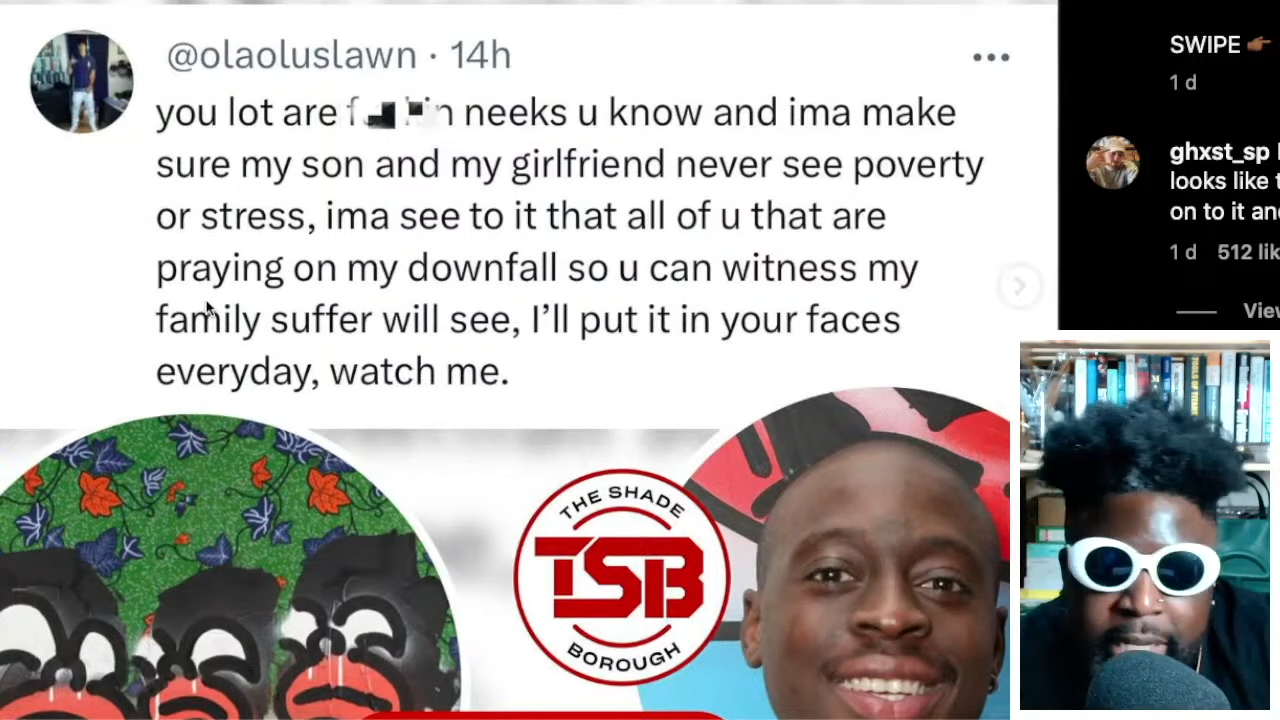 @olaoluslawn · 14h
you lot are neeks u know and ima make
sure my son and my girlfriend never see poverty
or stress, ima see to it that all of u that are
praying on my downfall so u can witness my
family suffer will see, I’ll put it in your faces
everyday, watch me.
THE SHADE
TSB
BOROUGH
SWIPE 👉🏾
1 d
ghxst_sp
looks like
on to it
1 d 512
TOOLS OF TITANS